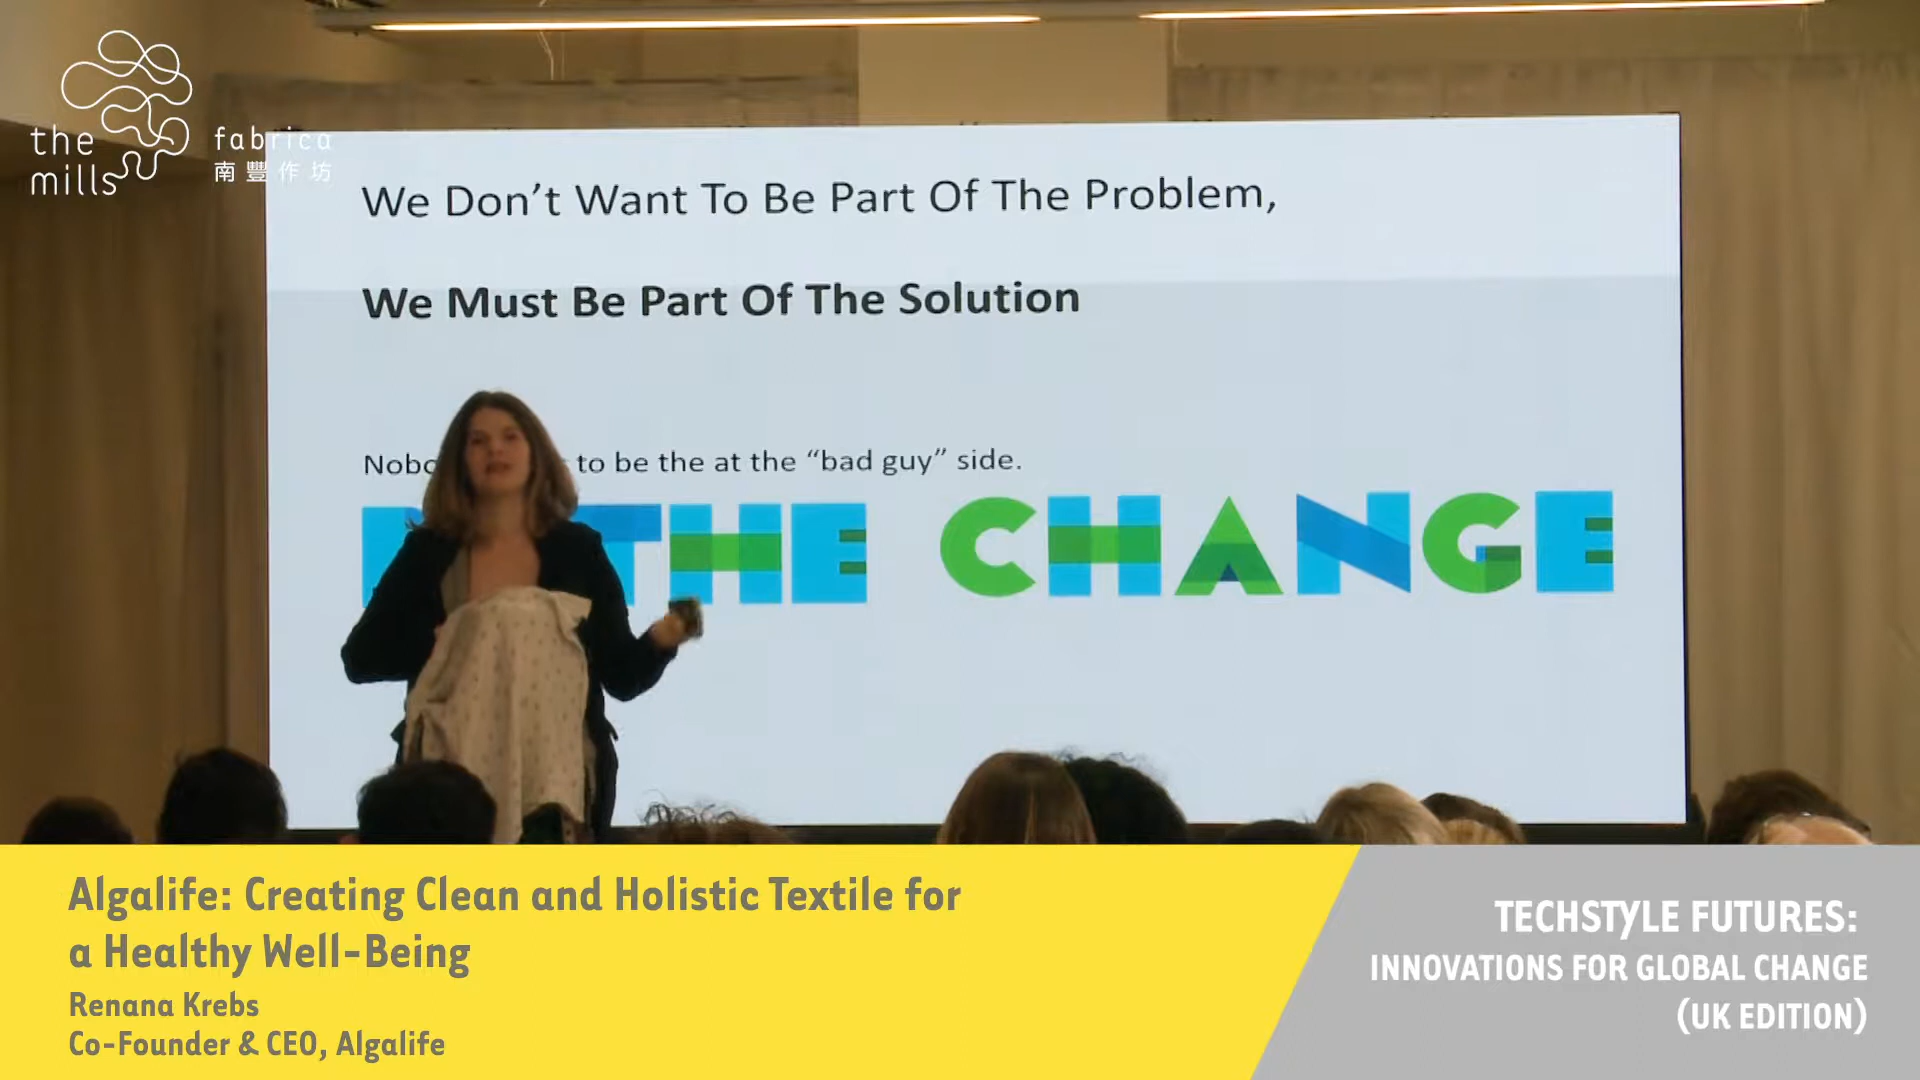 the
mills
fabrica
南豐作坊
We Don't Want To Be Part Of The Problem,
We Must Be Part Of The Solution
to be the at the “bad guy” side.
THE CHANGE
Algalife: Creating Clean and Holistic Textile for
a Healthy Well-Being
Renana Krebs
Co-Founder & CEO, Algalife
TECHSTYLE FUTURES:
INNOVATIONS FOR GLOBAL CHANGE
(UK EDITION)